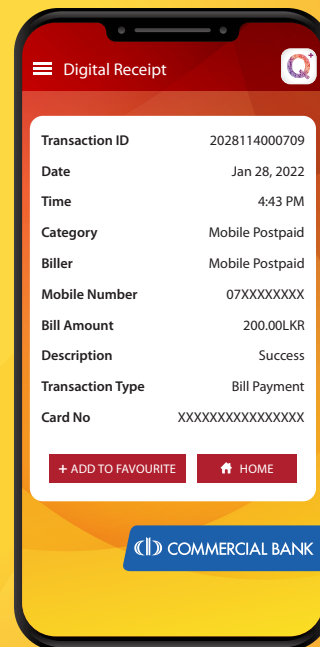 Digital Receipt
Q+
Transaction ID 2028114000709
Date Jan 28, 2022
Time 4:43 PM
Category Mobile Postpaid
Biller Mobile Postpaid
Mobile Number 07XXXXXXXX
Bill Amount 200.00LKR
Description Success
Transaction Type Bill Payment
Card No XXXXXXXXXXXXXXXX
+ ADD TO FAVOURITE HOME
COMMERCIAL BANK